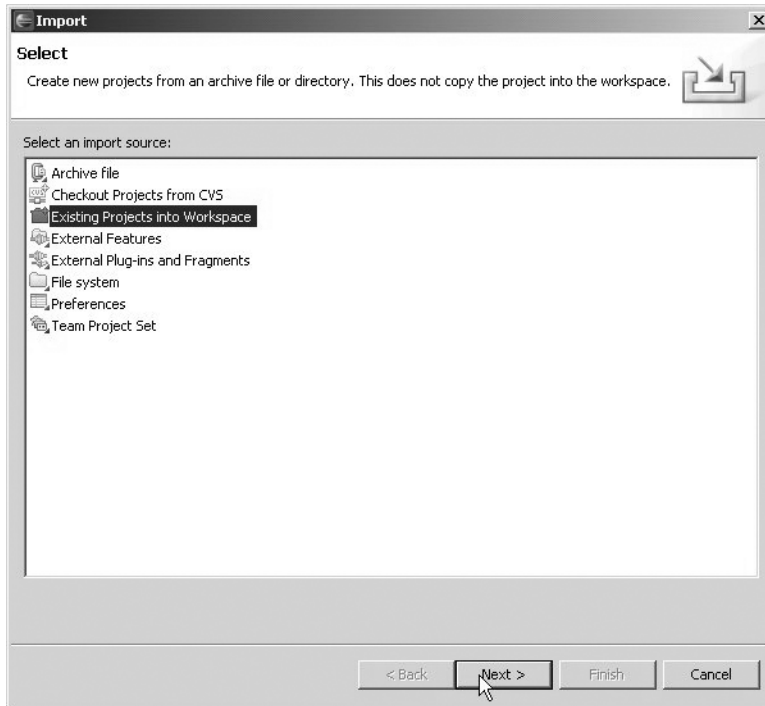 Import
Select
Create new projects from an archive file or directory. This does not copy the project into the workspace.
Select an import source:
Archive file
Checkout Projects from CVS
Existing Projects into Workspace
External Features
External Plug-ins and Fragments
File system
Preferences
Team Project Set
< Back Next > Finish Cancel